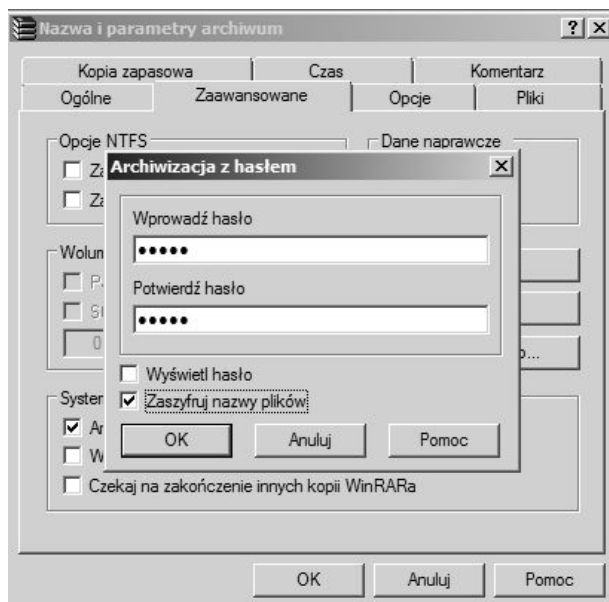 Nazwa i parametry archiwum
Kopia zapasowa Czas Komentarz
Ogólne Zaawansowane Opcje Pliki
Opcje NTFS Dane naprawcze
Archiwizacja z hasłem
Wprowadź hasło
•••••
Potwierdź hasło
•••••
Wyświetl hasło
Zaszyfruj nazwy plików
OK Anuluj Pomoc
Czekaj na zakończenie innych kopii WinRARa
OK Anuluj Pomoc